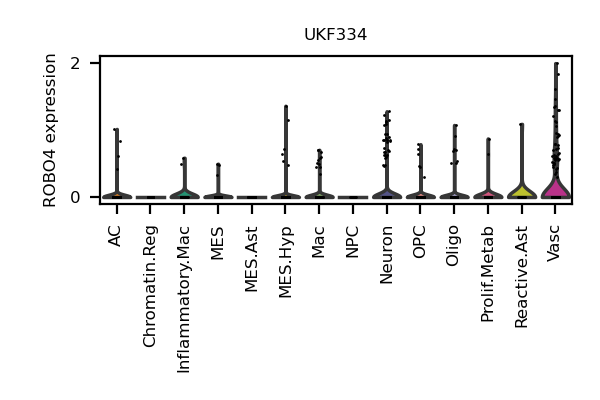 UKF334
ROBO4 expression
2
0
AC
Chromatin.Reg
Inflammatory.Mac
MES
MES.Ast
MES.Hyp
Mac
NPC
Neuron
OPC
Oligo
Prolif.Metab
Reactive.Ast
Vasc